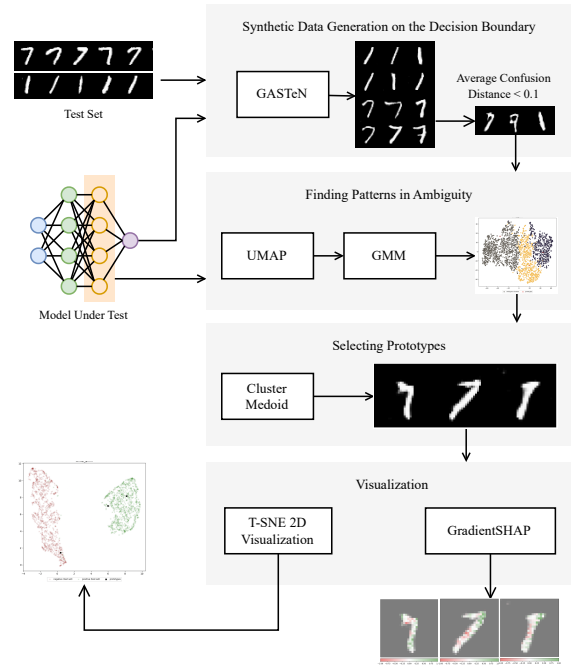 Synthetic Data Generation on the Decision Boundary
GASTeN
Average Confusion
Distance < 0.1
Test Set
Finding Patterns in Ambiguity
UMAP
GMM
Model Under Test
Selecting Prototypes
Cluster
Medoid
Visualization
T-SNE 2D
Visualization
GradientSHAP